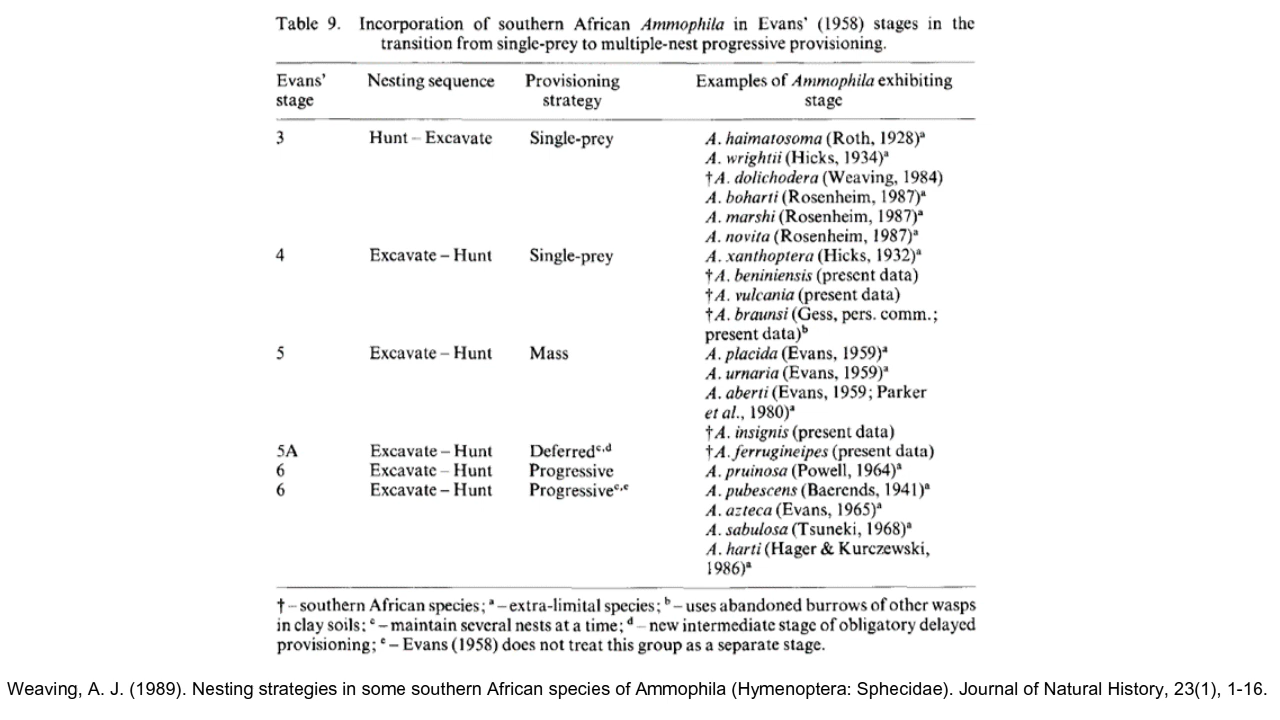 Table 9. Incorporation of southern African Ammophila in Evans' (1958) stages in the
transition from single-prey to multiple-nest progressive provisioning.
Evans' stage Nesting sequence Provisioning strategy Examples of Ammophila exhibiting stage
3 Hunt – Excavate Single-prey A. haimatosoma (Roth, 1928)ᵃ
A. wrightii (Hicks, 1934)ᵃ
†A. dolichodera (Weaving, 1984)
A. boharti (Rosenheim, 1987)ᵃ
A. marshi (Rosenheim, 1987)ᵃ
A. novita (Rosenheim, 1987)ᵃ
4 Excavate – Hunt Single-prey A. xanthoptera (Hicks, 1932)ᵃ
†A. beniniensis (present data)
†A. vulcania (present data)
†A. braunsi (Gess, pers. comm.;
present data)ᵇ
5 Excavate – Hunt Mass A. placida (Evans, 1959)ᵃ
A. urnaria (Evans, 1959)ᵃ
A. aberti (Evans, 1959; Parker
et al., 1980)ᵃ
†A. insignis (present data)
5A Excavate – Hunt Deferredᶜ,ᵈ †A. ferrugineipes (present data)
6 Excavate – Hunt Progressive A. pruinosa (Powell, 1964)ᵃ
6 Excavate – Hunt Progressiveᶜ,ᵉ A. pubescens (Baerends, 1941)ᵃ
A. azteca (Evans, 1965)ᵃ
A. sabulosa (Tsuneki, 1968)ᵃ
A. harti (Hager & Kurczewski,
1986)ᵃ
† – southern African species; ᵃ – extra-limital species; ᵇ – uses abandoned burrows of other wasps
in clay soils; ᶜ – maintain several nests at a time; ᵈ – new intermediate stage of obligatory delayed
provisioning; ᵉ – Evans (1958) does not treat this group as a separate stage.
Weaving, A. J. (1989). Nesting strategies in some southern African species of Ammophila (Hymenoptera: Sphecidae). Journal of Natural History, 23(1), 1-16.